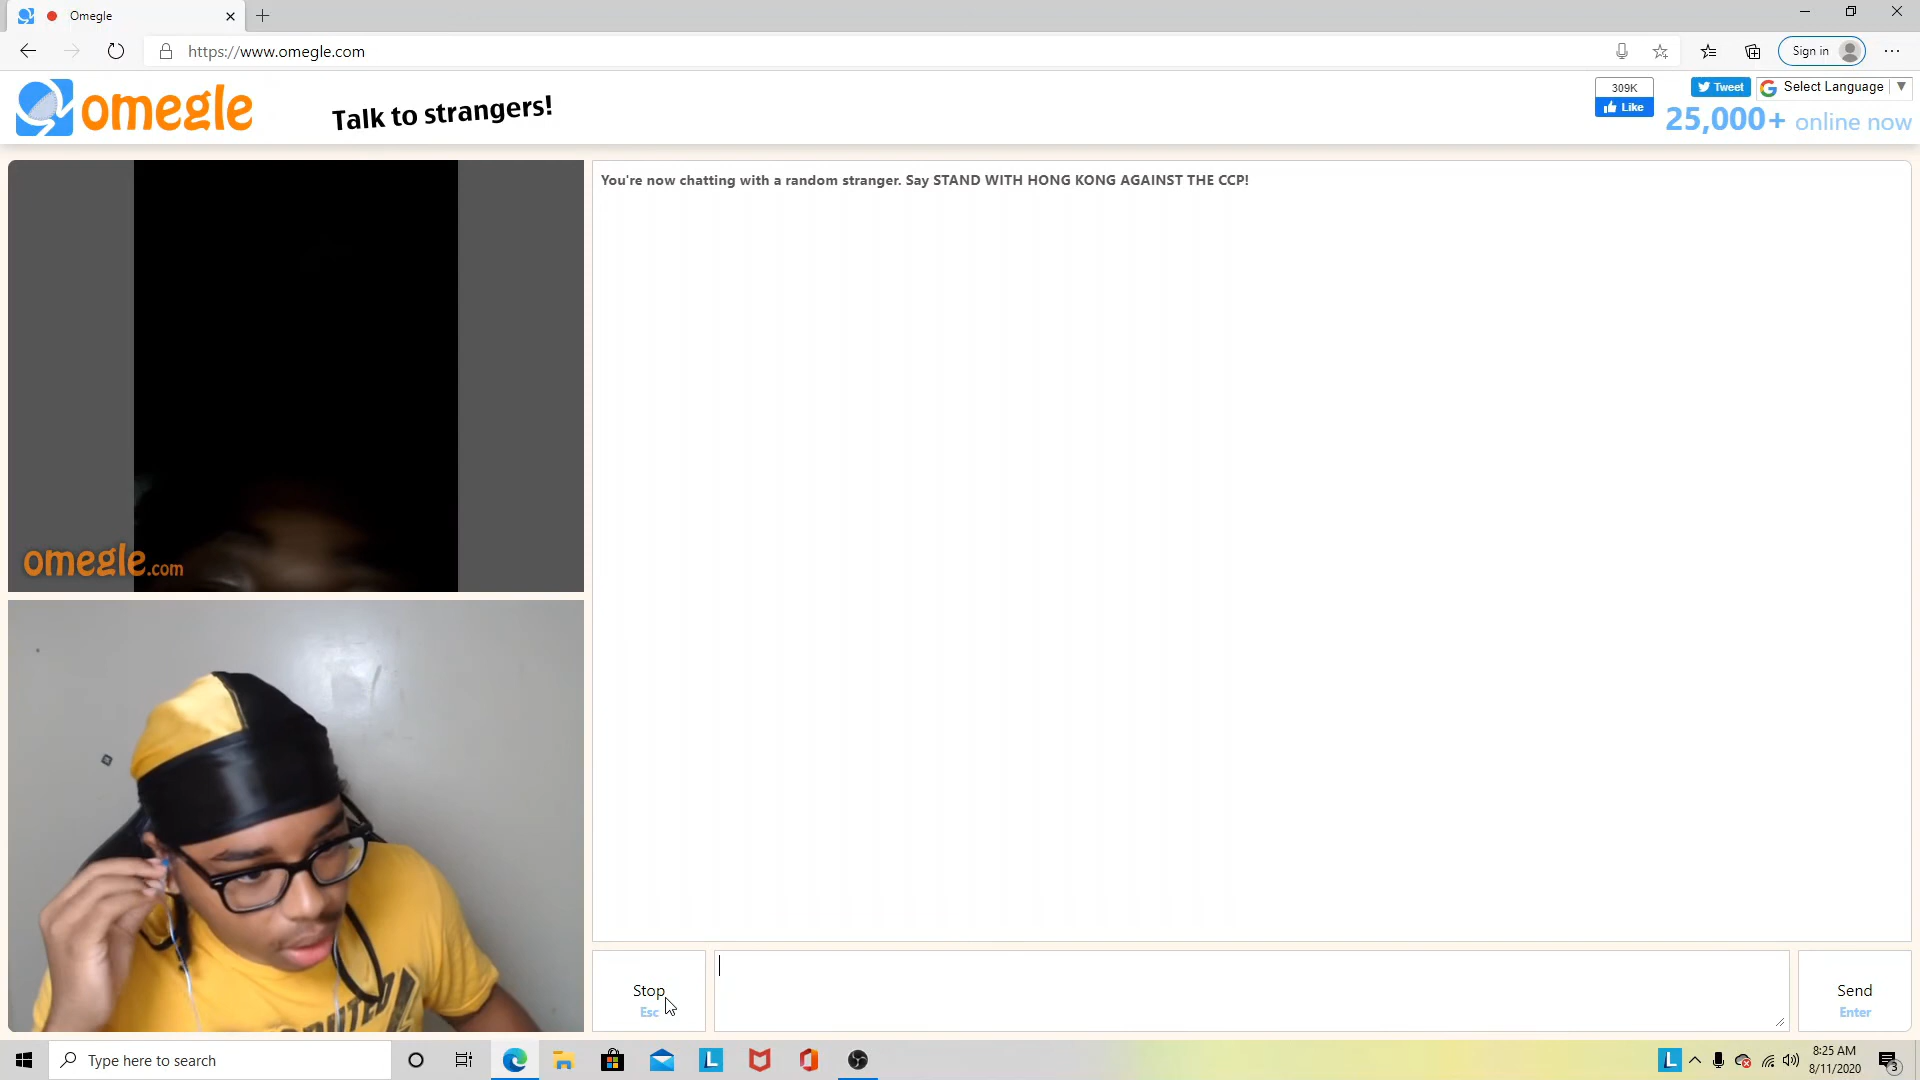 Omegle
https://www.omegle.com
Sign in
omegle
Talk to strangers!
309K
Like
Tweet
Select Language
25,000+ online now
You're now chatting with a random stranger. Say STAND WITH HONG KONG AGAINST THE CCP!
omegle.com
Stop
Esc
Send
Enter
Type here to search
L
L
8:25 AM
8/11/2020
3